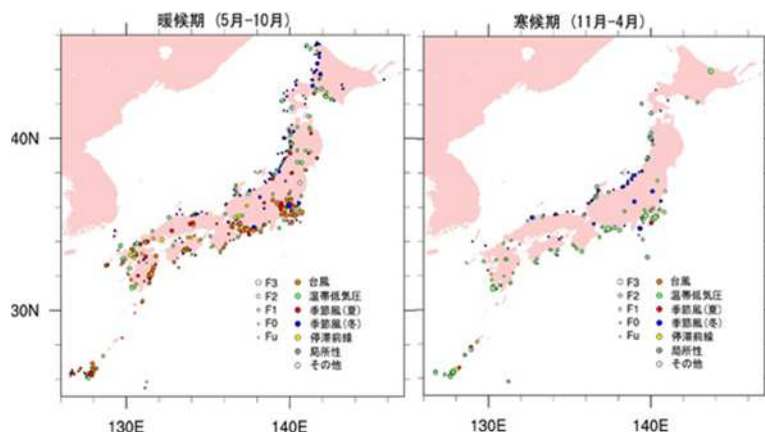 暖候期 (5月-10月)
寒候期 (11月-4月)
40N
30N
F3
F2
F1
F0
Fu
台風
温帯低気圧
季節風(夏)
季節風(冬)
停滞前線
局所性
その他
F3
F2
F1
F0
Fu
台風
温帯低気圧
季節風(夏)
季節風(冬)
停滞前線
局所性
その他
130E
140E
130E
140E